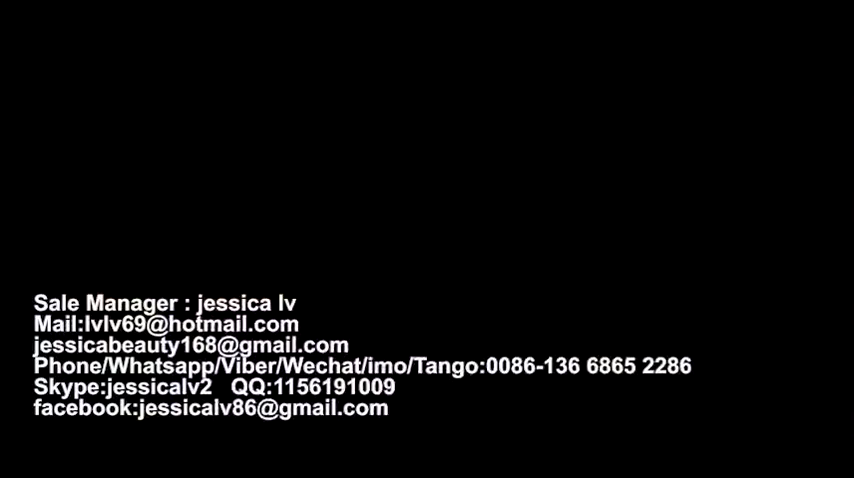 Sale Manager : jessica lv
Mail:lvlv69@hotmail.com
jessicabeauty168@gmail.com
Phone/Whatsapp/Viber/Wechat/imo/Tango:0086-136 6865 2286
Skype:jessicalv2   QQ:1156191009
facebook:jessicalv86@gmail.com